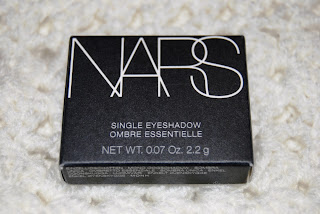 NARS
SINGLE EYESHADOW
OMBRE ESSENTIELLE
NET WT. 0.07 Oz. 2.2 g